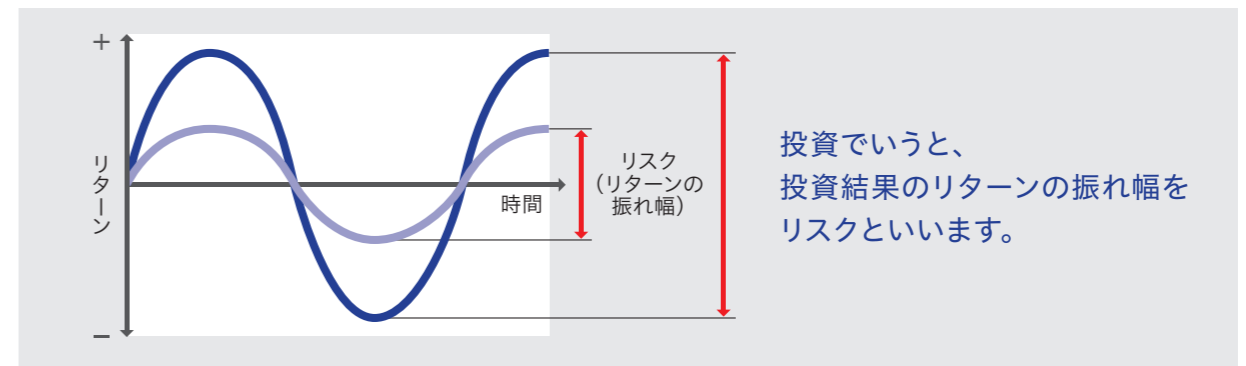 ＋
リターン
－
時間
リスク
（リターンの
振れ幅）
投資でいうと、
投資結果のリターンの振れ幅を
リスクといいます。